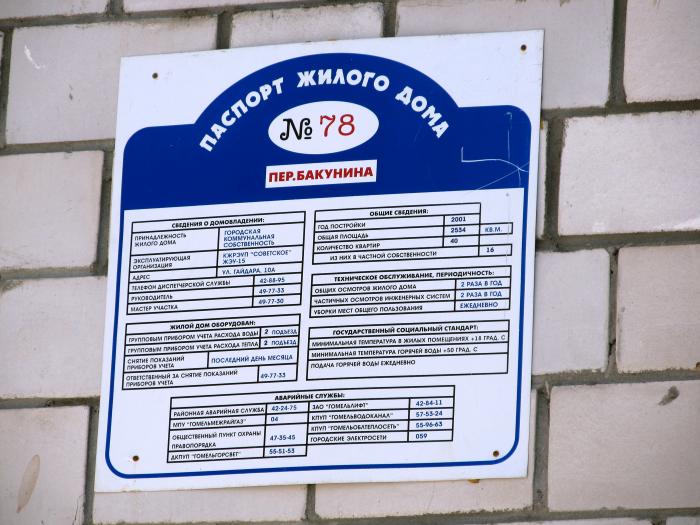 ПАСПОРТ ЖИЛОГО ДОМА
№ 78
ПЕР.БАКУНИНА
СВЕДЕНИЯ О ДОМОВЛАДЕНИИ:
ПРИНАДЛЕЖНОСТЬ ЖИЛОГО ДОМА ГОРОДСКАЯ КОММУНАЛЬНАЯ СОБСТВЕННОСТЬ
ЭКСПЛУАТИРУЮЩАЯ ОРГАНИЗАЦИЯ КЖРЭУП "СОВЕТСКОЕ" ЖЭУ-15
АДРЕС УЛ. ГАЙДАРА, 10А
ТЕЛЕФОН ДИСПЕТЧЕРСКОЙ СЛУЖБЫ 42-88-95
РУКОВОДИТЕЛЬ 49-77-33
МАСТЕР УЧАСТКА 49-77-30
ЖИЛОЙ ДОМ ОБОРУДОВАН:
ГРУППОВЫМ ПРИБОРОМ УЧЕТА РАСХОДА ВОДЫ 2 ПОДЪЕЗД
ГРУППОВЫМ ПРИБОРОМ УЧЕТА РАСХОДА ТЕПЛА 2 ПОДЪЕЗД
СНЯТИЕ ПОКАЗАНИЙ ПРИБОРОВ УЧЕТА ПОСЛЕДНИЙ ДЕНЬ МЕСЯЦА
ОТВЕТСТВЕННЫЙ ЗА СНЯТИЕ ПОКАЗАНИЙ ПРИБОРОВ УЧЕТА 49-77-33
ОБЩИЕ СВЕДЕНИЯ:
ГОД ПОСТРОЙКИ 2001
ОБЩАЯ ПЛОЩАДЬ 2534 КВ.М.
КОЛИЧЕСТВО КВАРТИР 40
ИЗ НИХ В ЧАСТНОЙ СОБСТВЕННОСТИ 16
ТЕХНИЧЕСКОЕ ОБСЛУЖИВАНИЕ, ПЕРИОДИЧНОСТЬ:
ОБЩИХ ОСМОТРОВ ЖИЛОГО ДОМА 2 РАЗА В ГОД
ЧАСТИЧНЫХ ОСМОТРОВ ИНЖЕНЕРНЫХ СИСТЕМ 2 РАЗА В ГОД
УБОРКИ МЕСТ ОБЩЕГО ПОЛЬЗОВАНИЯ ЕЖЕДНЕВНО
ГОСУДАРСТВЕННЫЙ СОЦИАЛЬНЫЙ СТАНДАРТ:
МИНИМАЛЬНАЯ ТЕМПЕРАТУРА В ЖИЛЫХ ПОМЕЩЕНИЯХ +18 ГРАД. С
МИНИМАЛЬНАЯ ТЕМПЕРАТУРА ГОРЯЧЕЙ ВОДЫ +50 ГРАД. С
ПОДАЧА ГОРЯЧЕЙ ВОДЫ ЕЖЕДНЕВНО
АВАРИЙНЫЕ СЛУЖБЫ:
РАЙОННАЯ АВАРИЙНАЯ СЛУЖБА 42-24-75
МПУ "ГОМЕЛЬМЕЖРАЙГАЗ" 04
ОБЩЕСТВЕННЫЙ ПУНКТ ОХРАНЫ ПРАВОПОРЯДКА 47-35-45
ДКПУП "ГОМЕЛЬГОРСВЕТ" 55-51-53
ЗАО "ГОМЕЛЬЛИФТ" 42-84-11
КПУП "ГОМЕЛЬВОДОКАНАЛ" 57-53-24
КПУП "ГОМЕЛЬОБЛТЕПЛОСЕТЬ" 55-96-63
ГОРОДСКИЕ ЭЛЕКТРОСЕТИ 059